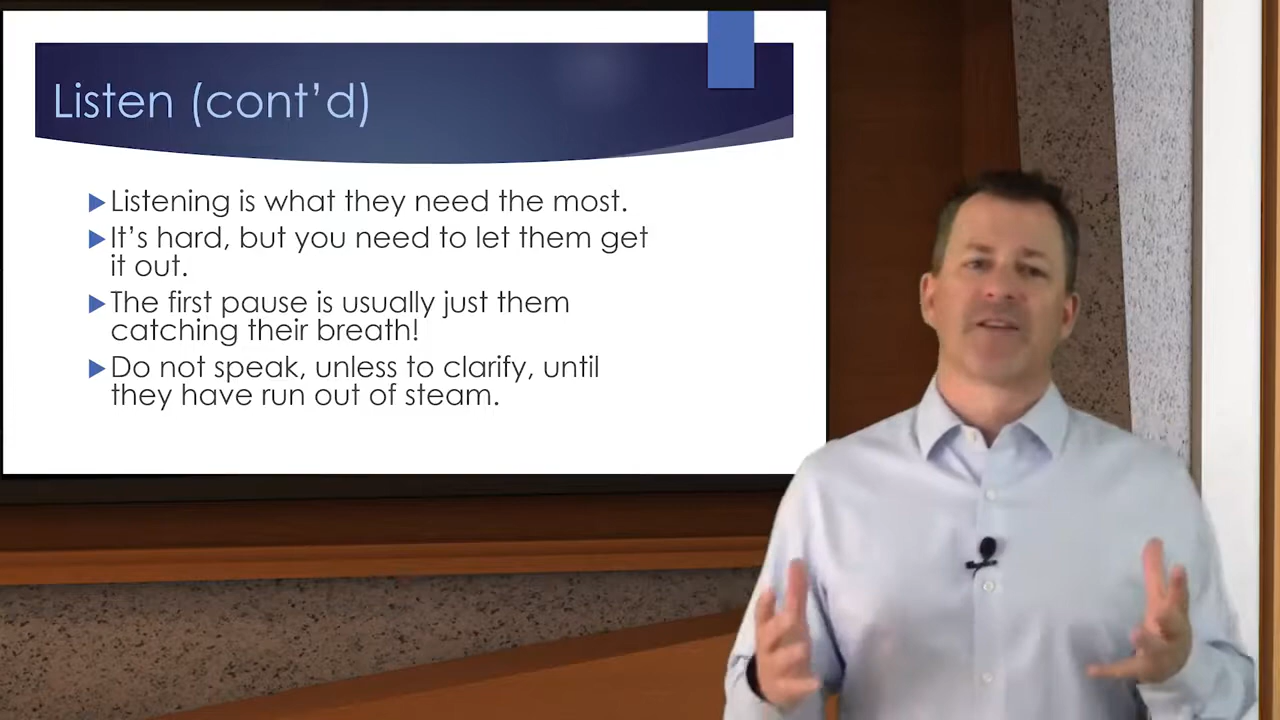 Listen (cont’d)
Listening is what they need the most.
It’s hard, but you need to let them get
it out.
The first pause is usually just them
catching their breath!
Do not speak, unless to clarify, until
they have run out of steam.